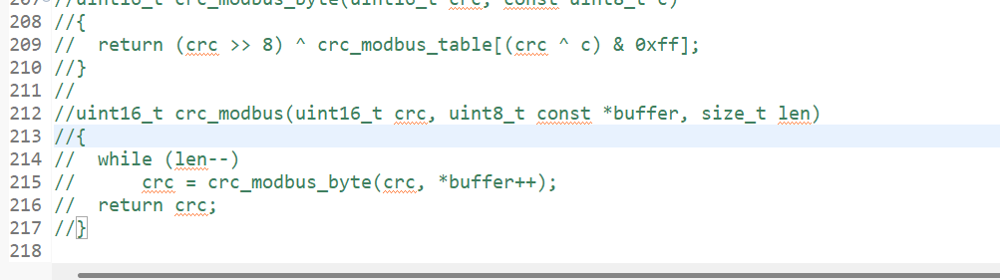 207 //uint16_t crc_modbus_byte(uint16_t crc, const uint8_t c)
208 //{
209 //  return (crc >> 8) ^ crc_modbus_table[(crc ^ c) & 0xff];
210 //}
211 //
212 //uint16_t crc_modbus(uint16_t crc, uint8_t const *buffer, size_t len)
213 //{
214 //  while (len--)
215 //      crc = crc_modbus_byte(crc, *buffer++);
216 //  return crc;
217 //}
218